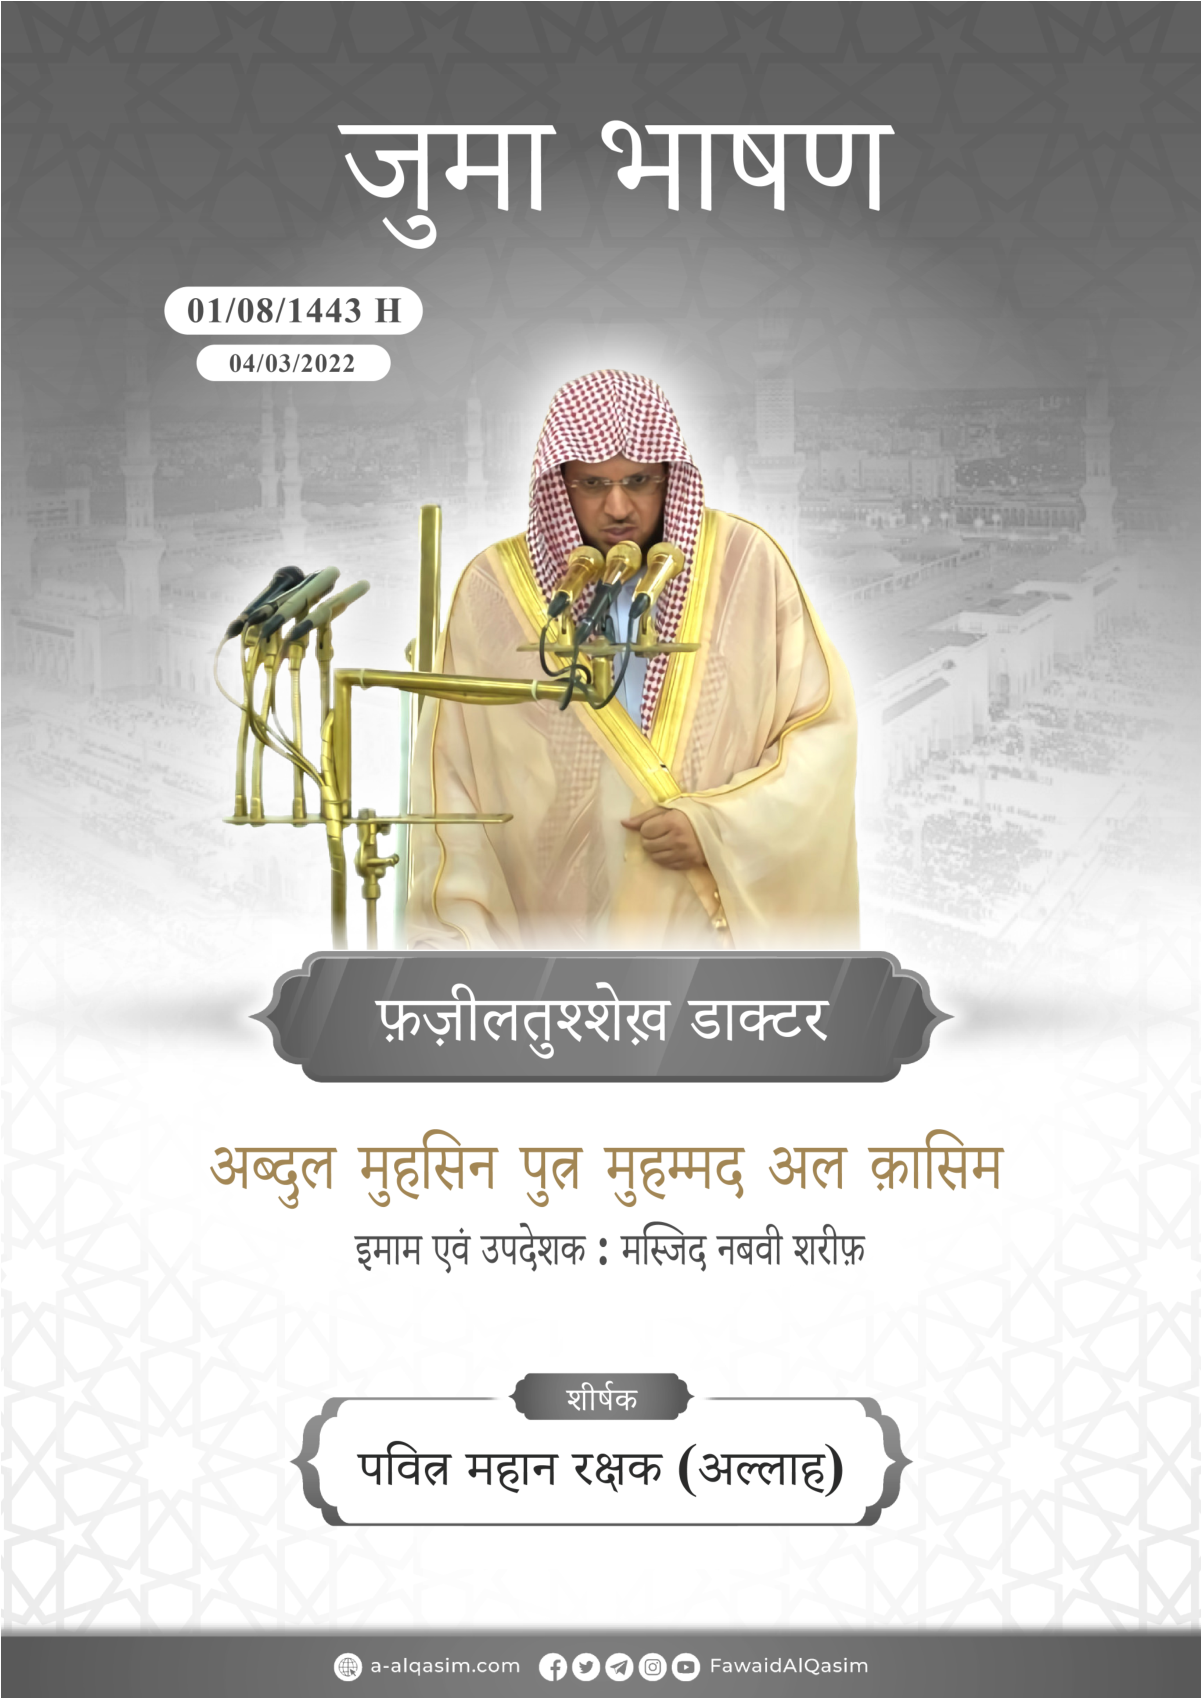 जुमा भाषण
01/08/1443 H
04/03/2022
फ़ज़ीलतुश्शेख़ डाक्टर
अब्दुल मुहसिन पुत्र मुहम्मद अल क़ासिम
इमाम एवं उपदेशक : मस्जिद नबवी शरीफ़
शीर्षक
पवित्र महान रक्षक (अल्लाह)
a-alqasim.com FawaidAlQasim